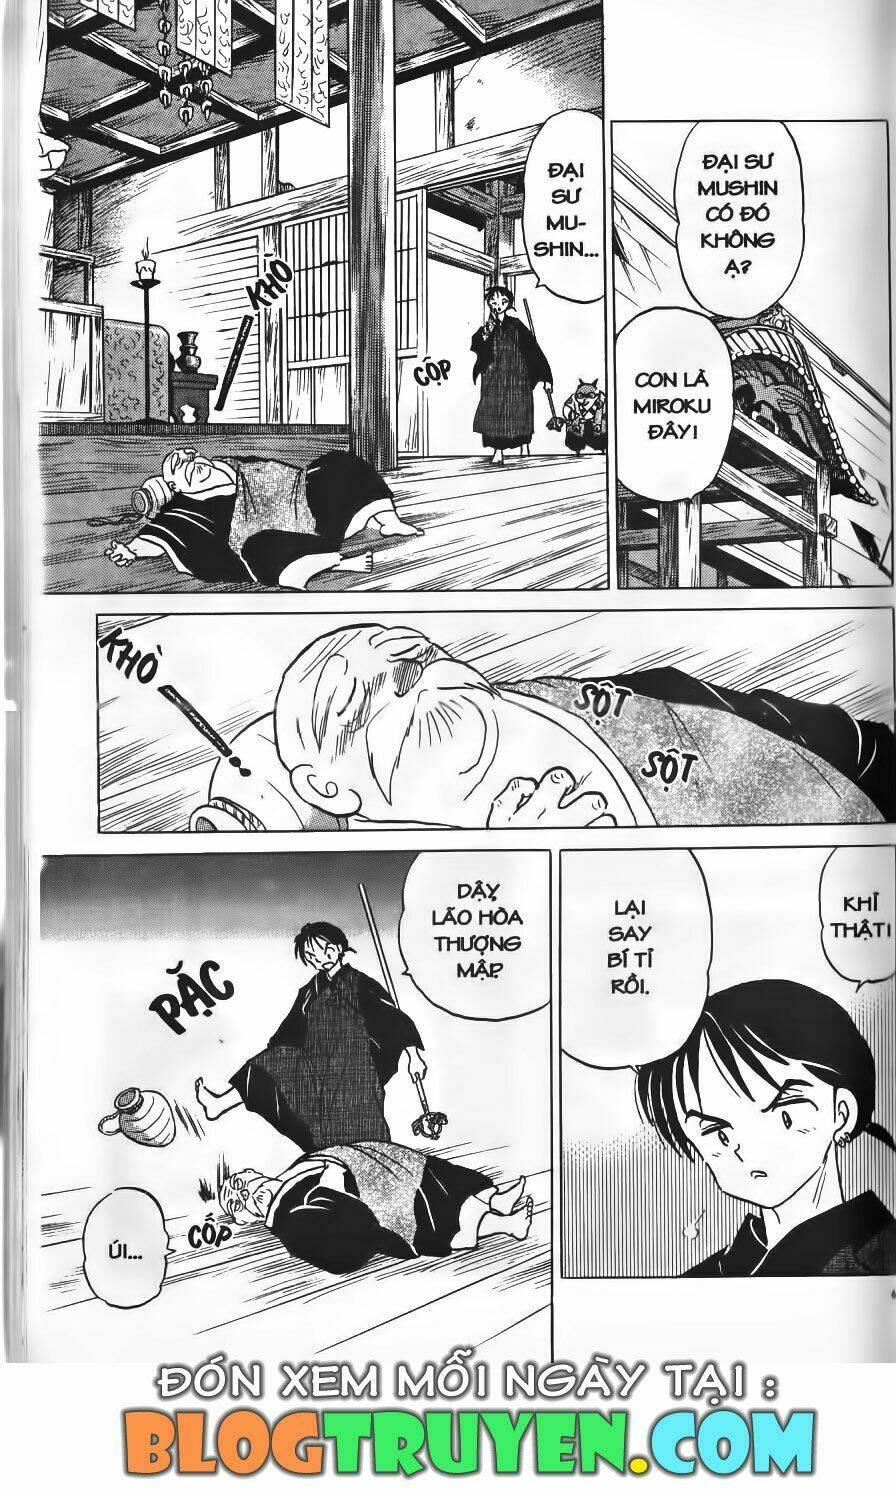 ĐẠI SƯ
MUSHIN
CÓ ĐÓ
KHÔNG
Ạ?
CON LÀ
MIROKU
ĐÂY!
ĐẠI
SƯ
MU-
SHIN...
KHÒ
CỘP
KHÒ
SỘT
SỘT
KHỈ
THẬT!
LẠI
SAY
BÍ TỈ
RỒI.
DẬY,
LÃO HÒA
THƯỢNG
MẬP.
PẶC
CỐP
ÚI...
ĐÓN XEM MỖI NGÀY TẠI :
BLOGTRUYEN.COM